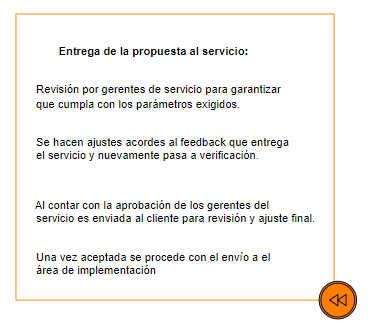 Entrega de la propuesta al servicio:
Revisión por gerentes de servicio para garantizar
que cumpla con los parámetros exigidos.
Se hacen ajustes acordes al feedback que entrega
el servicio y nuevamente pasa a verificación.
Al contar con la aprobación de los gerentes del
servicio es enviada al cliente para revisión y ajuste final.
Una vez aceptada se procede con el envío a el
área de implementación